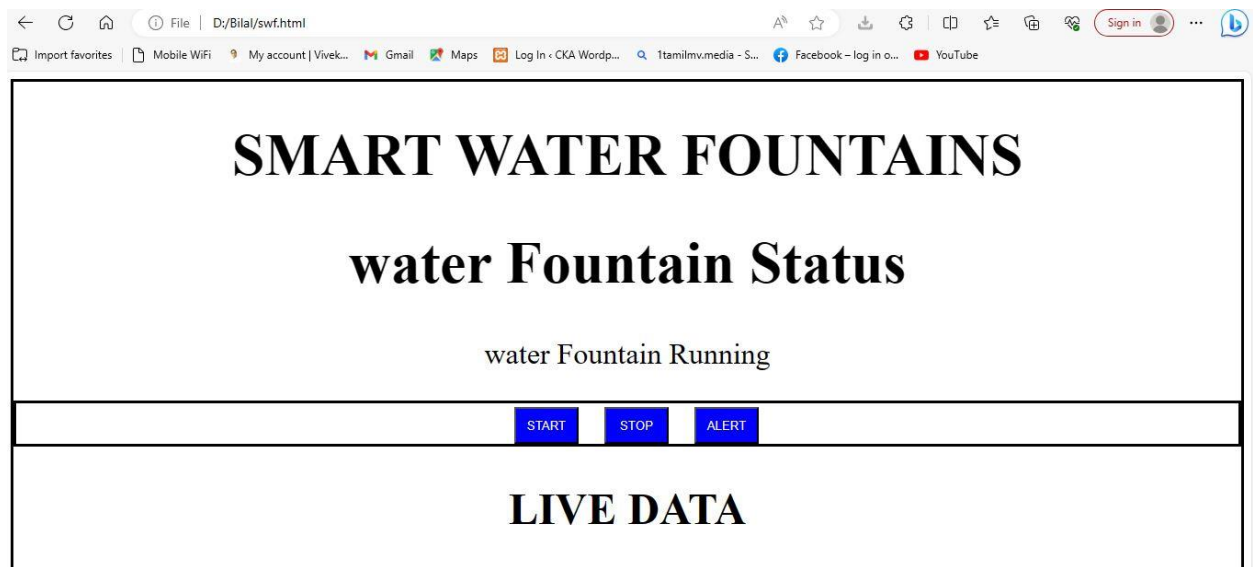 File D:/Bilal/swf.html Sign in
Import favorites Mobile WiFi My account | Vivek... Gmail Maps Log In ‹ CKA Wordp... 1tamilmv.media - S... Facebook – log in o... YouTube
SMART WATER FOUNTAINS
water Fountain Status
water Fountain Running
START STOP ALERT
LIVE DATA